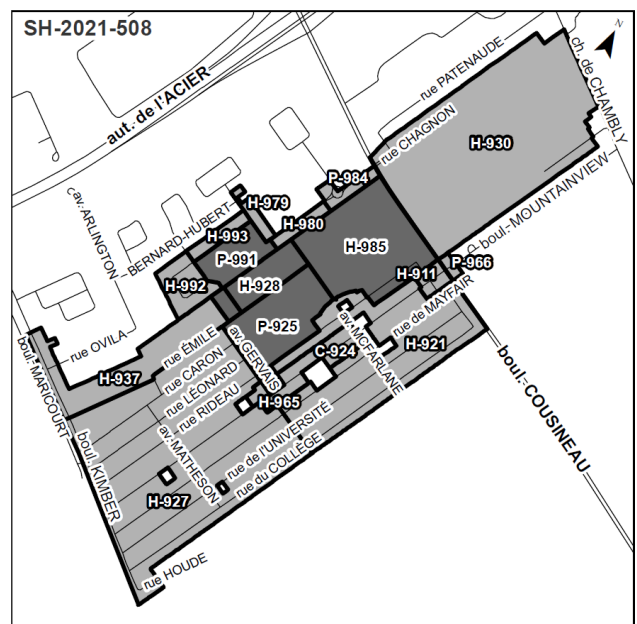 SH-2021-508
N
aut. de l'ACIER
rue PATENAUDE
ch. de CHAMBLY
rue CHAGNON
H-930
P-984
av. ARLINGTON
H-979
BERNARD-HUBERT
H-980
H-993
P-991
H-985
boul. MOUNTAINVIEW
H-992
H-928
H-911
P-966
rue OVILA
rue ÉMILE
P-925
rue de MAYFAIR
boul. MARICOURT
H-937
rue CARON
av. GERVAIS
av. MCFARLANE
C-924
H-921
rue LÉONARD
rue RIDEAU
H-965
boul. COUSINEAU
boul. KIMBER
av. MATHESON
rue de l'UNIVERSITÉ
rue du COLLÈGE
H-927
rue HOUDE